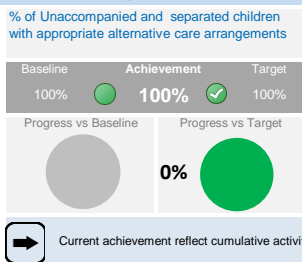 % of Unaccompanied and separated children
with appropriate alternative care arrangements
Baseline Achievement Target
100% 100% 100%
Progress vs Baseline Progress vs Target
0%
Current achievement reflect cumulative